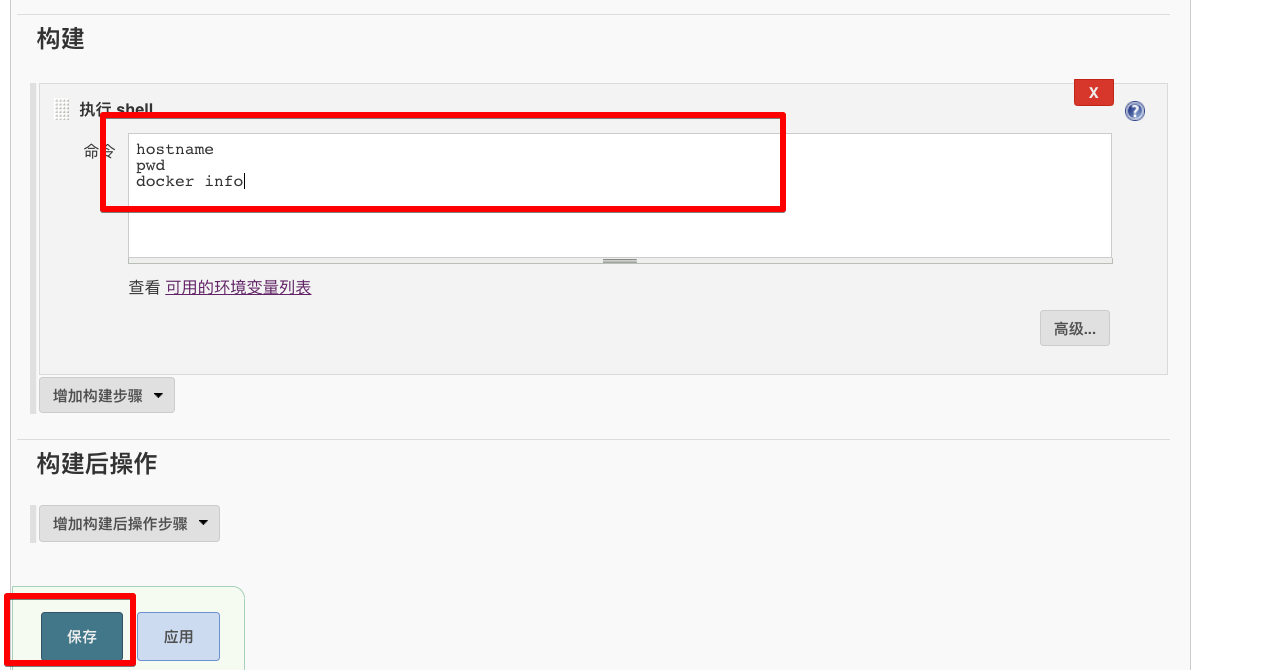 构建
执行 shell
X
?
命令
hostname
pwd
docker info
查看 可用的环境变量列表
高级...
增加构建步骤
构建后操作
增加构建后操作步骤
保存
应用